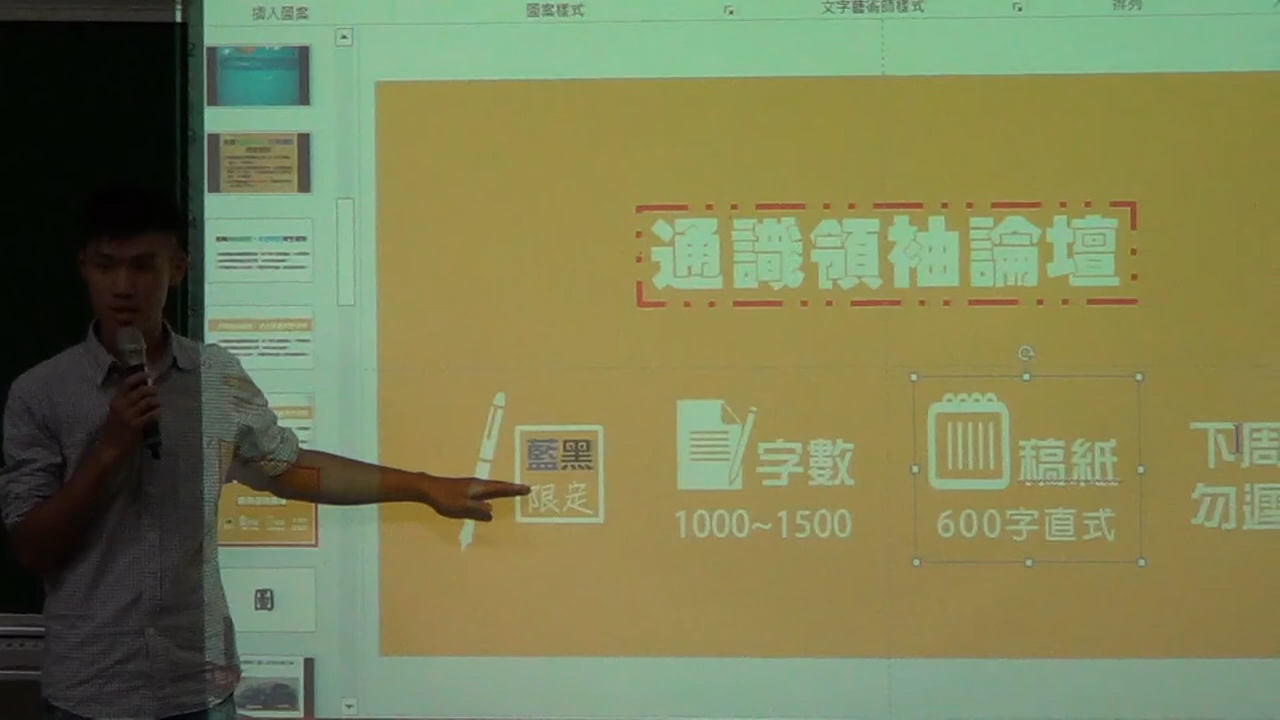 插入圖案
圖案樣式
文字藝術師樣式
排列
通識領袖論壇
藍黑
限定
字數
1000~1500
稿紙
600字直式
下周
勿遲
圖